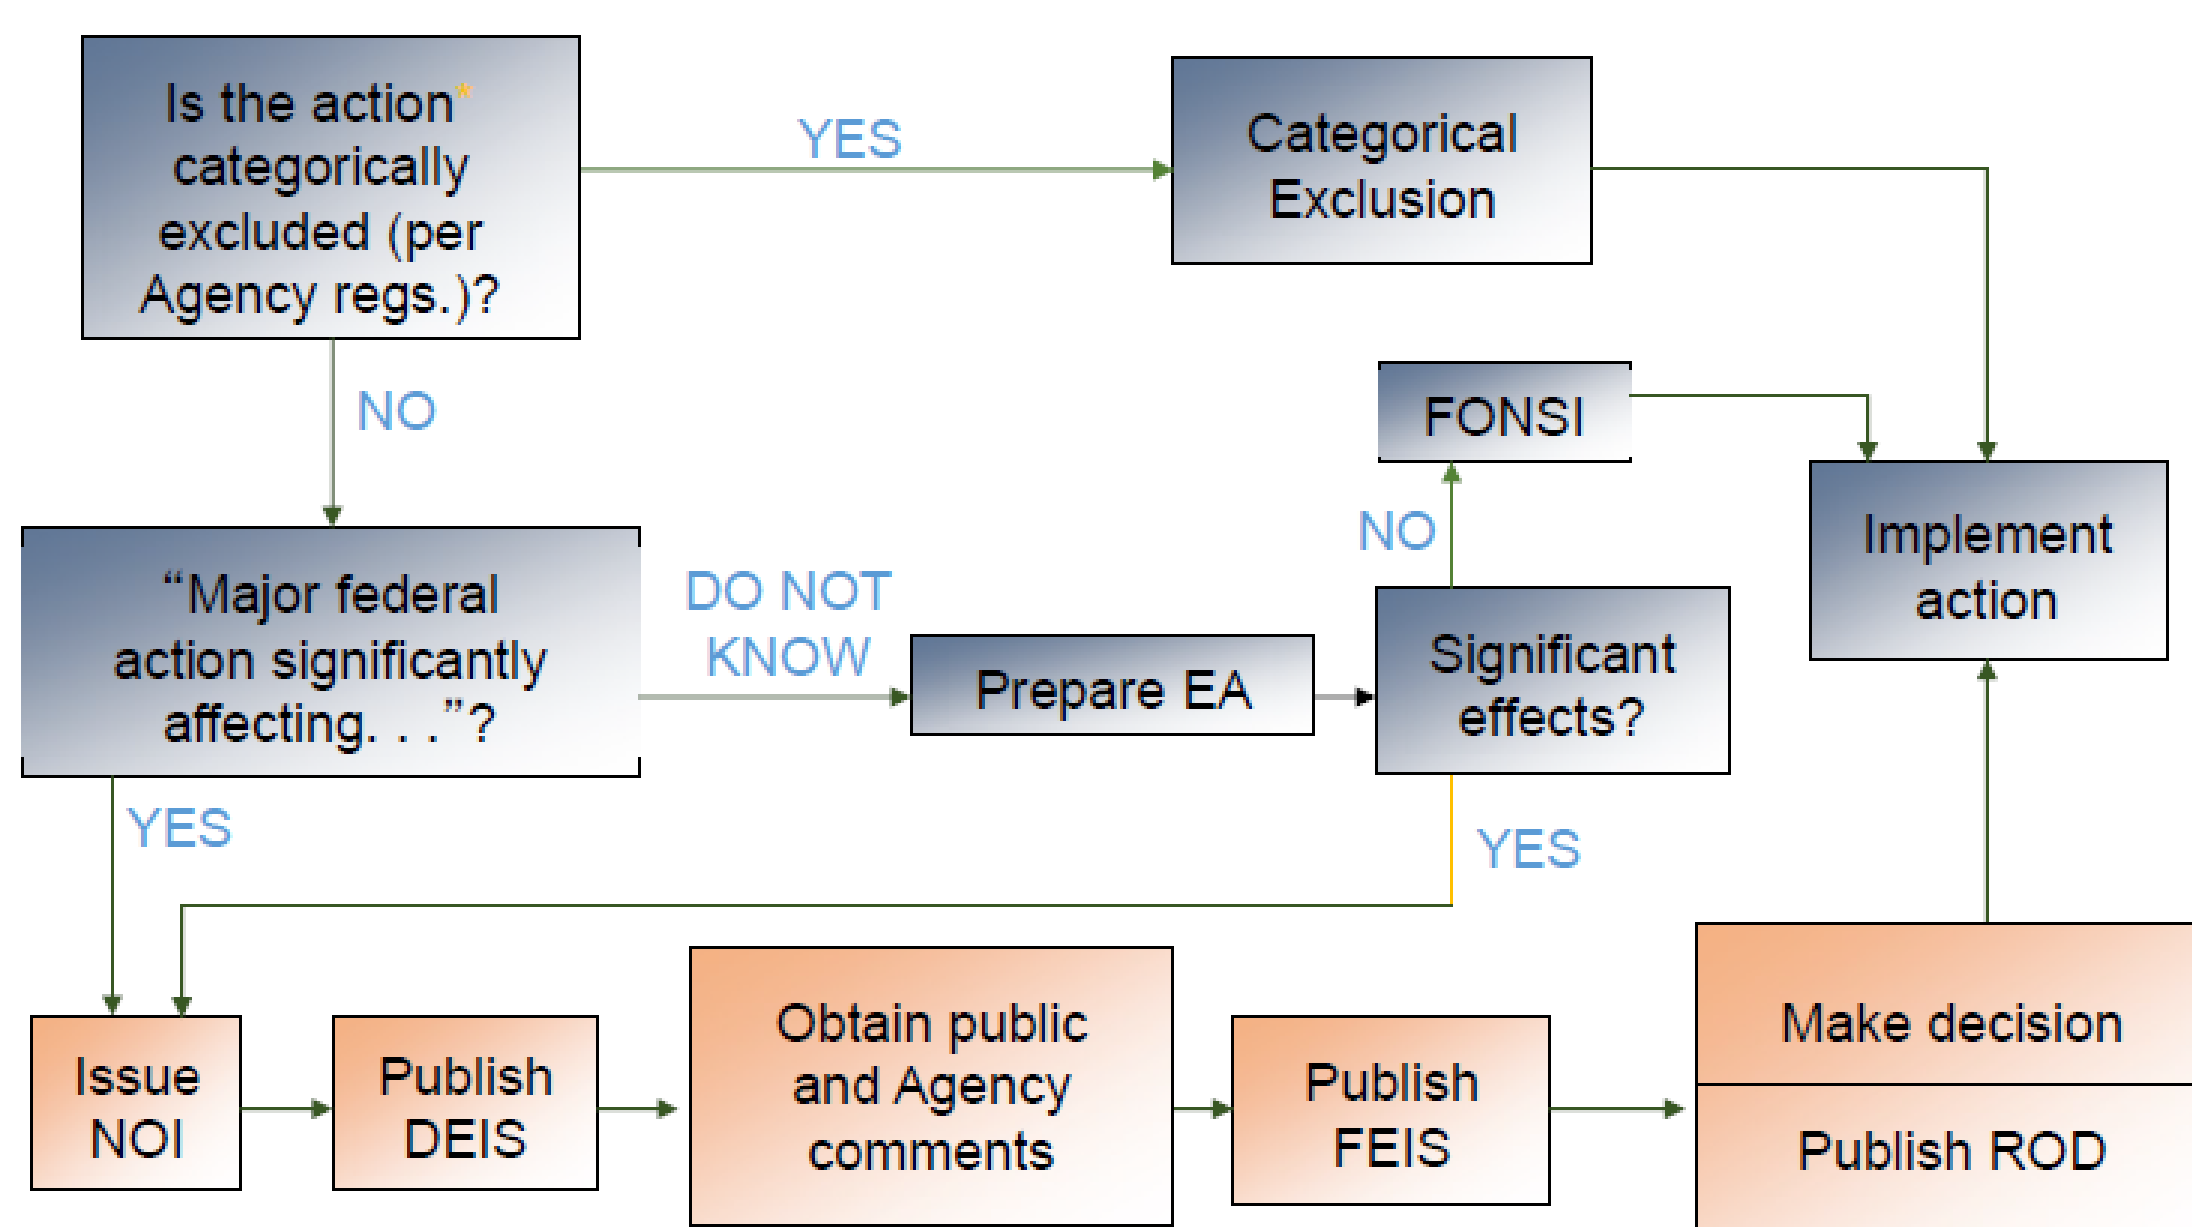 Is the action*
categorically
excluded (per
Agency regs.)?
YES
Categorical
Exclusion
NO
FONSI
NO
Implement
action
“Major federal
action significantly
affecting. . .”?
DO NOT
KNOW
Prepare EA
Significant
effects?
YES
YES
Issue
NOI
Publish
DEIS
Obtain public
and Agency
comments
Publish
FEIS
Make decision
Publish ROD